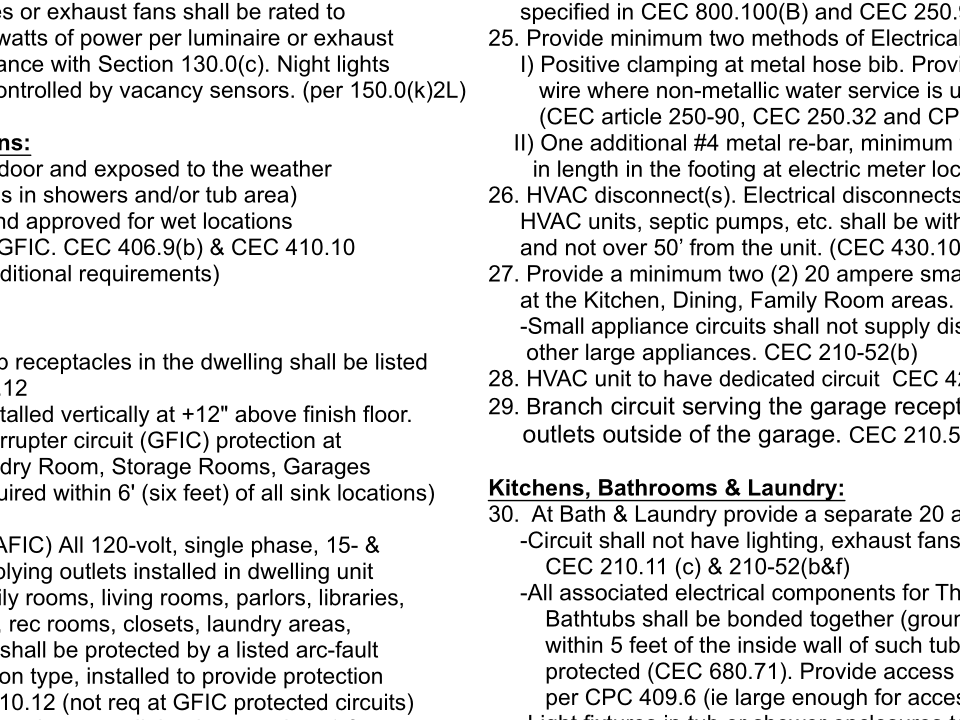 es or exhaust fans shall be rated to
watts of power per luminaire or exhaust
ance with Section 130.0(c). Night lights
ontrolled by vacancy sensors. (per 150.0(k)2L)
ns:
door and exposed to the weather
s in showers and/or tub area)
nd approved for wet locations
GFIC. CEC 406.9(b) & CEC 410.10
ditional requirements)
receptacles in the dwelling shall be listed
.12
talled vertically at +12" above finish floor.
rrupter circuit (GFIC) protection at
dry Room, Storage Rooms, Garages
uired within 6' (six feet) of all sink locations)
AFIC) All 120-volt, single phase, 15- &
plying outlets installed in dwelling unit
ily rooms, living rooms, parlors, libraries,
, rec rooms, closets, laundry areas,
shall be protected by a listed arc-fault
on type, installed to provide protection
10.12 (not req at GFIC protected circuits)
specified in CEC 800.100(B) and CEC 250.
25. Provide minimum two methods of Electrical
I) Positive clamping at metal hose bib. Provi
wire where non-metallic water service is u
(CEC article 250-90, CEC 250.32 and CP
II) One additional #4 metal re-bar, minimum
in length in the footing at electric meter loc
26. HVAC disconnect(s). Electrical disconnects
HVAC units, septic pumps, etc. shall be with
and not over 50’ from the unit. (CEC 430.10
27. Provide a minimum two (2) 20 ampere sma
at the Kitchen, Dining, Family Room areas.
-Small appliance circuits shall not supply dis
other large appliances. CEC 210-52(b)
28. HVAC unit to have dedicated circuit  CEC 42
29. Branch circuit serving the garage recept
outlets outside of the garage. CEC 210.5
Kitchens, Bathrooms & Laundry:
30.  At Bath & Laundry provide a separate 20 a
-Circuit shall not have lighting, exhaust fans
CEC 210.11 (c) & 210-52(b&f)
-All associated electrical components for Th
Bathtubs shall be bonded together (groun
within 5 feet of the inside wall of such tub
protected (CEC 680.71). Provide access
per CPC 409.6 (ie large enough for acces